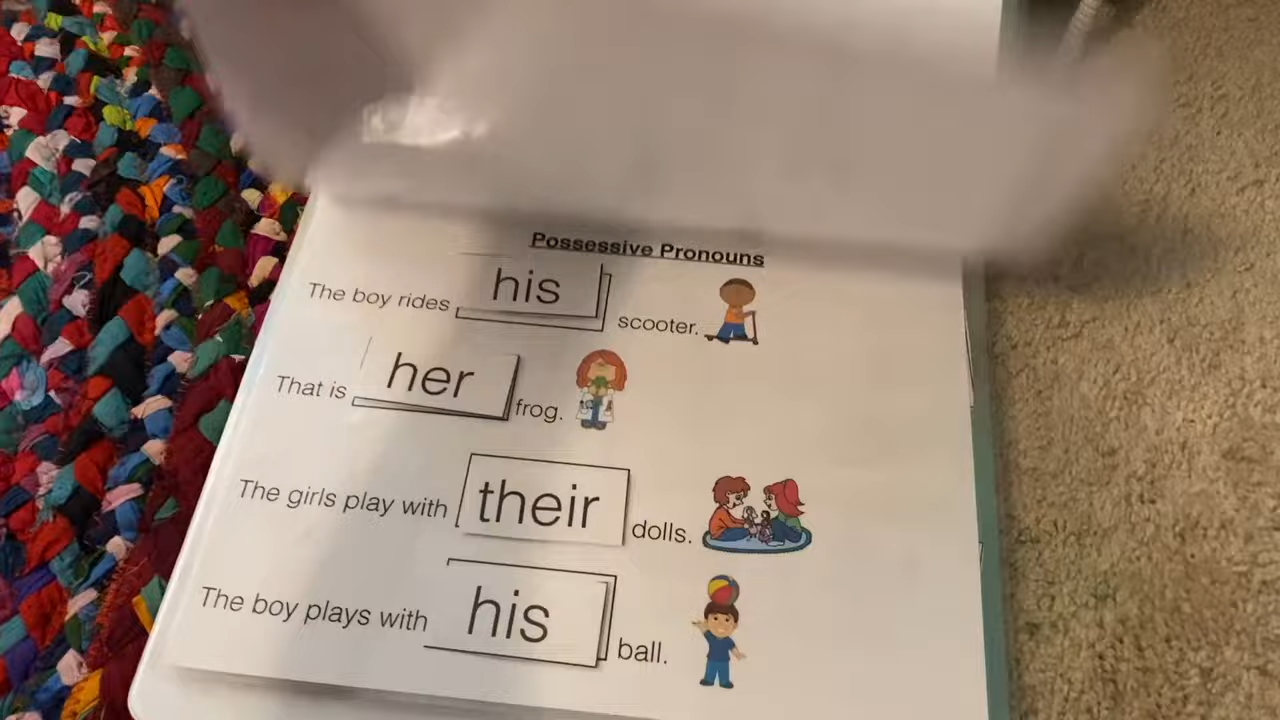 Possessive Pronouns
The boy rides his scooter.
That is her frog.
The girls play with their dolls.
The boy plays with his ball.